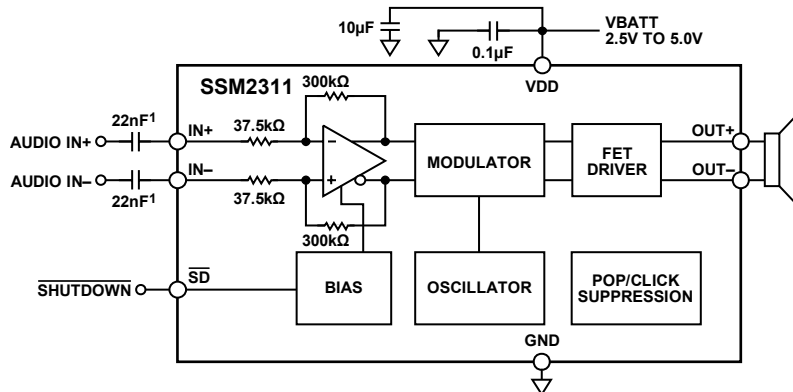 10µF
0.1µF
VBATT
2.5V TO 5.0V
VDD
SSM2311
300kΩ
22nF¹
IN+
37.5kΩ
AUDIO IN+
−
MODULATOR
FET
DRIVER
OUT+
AUDIO IN–
IN–
+
OUT–
22nF¹
37.5kΩ
300kΩ
SHUTDOWN
SD
BIAS
OSCILLATOR
POP/CLICK
SUPPRESSION
GND